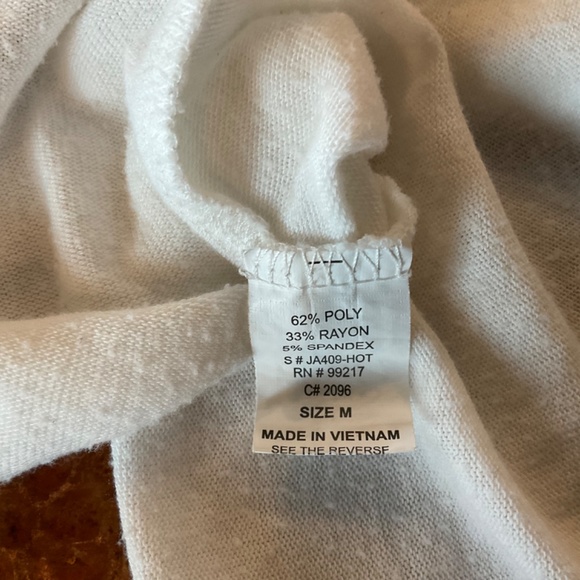 62% POLY
33% RAYON
5% SPANDEX
S # JA409-HOT
RN # 99217
C# 2096
SIZE M
MADE IN VIETNAM
SEE THE REVERSE